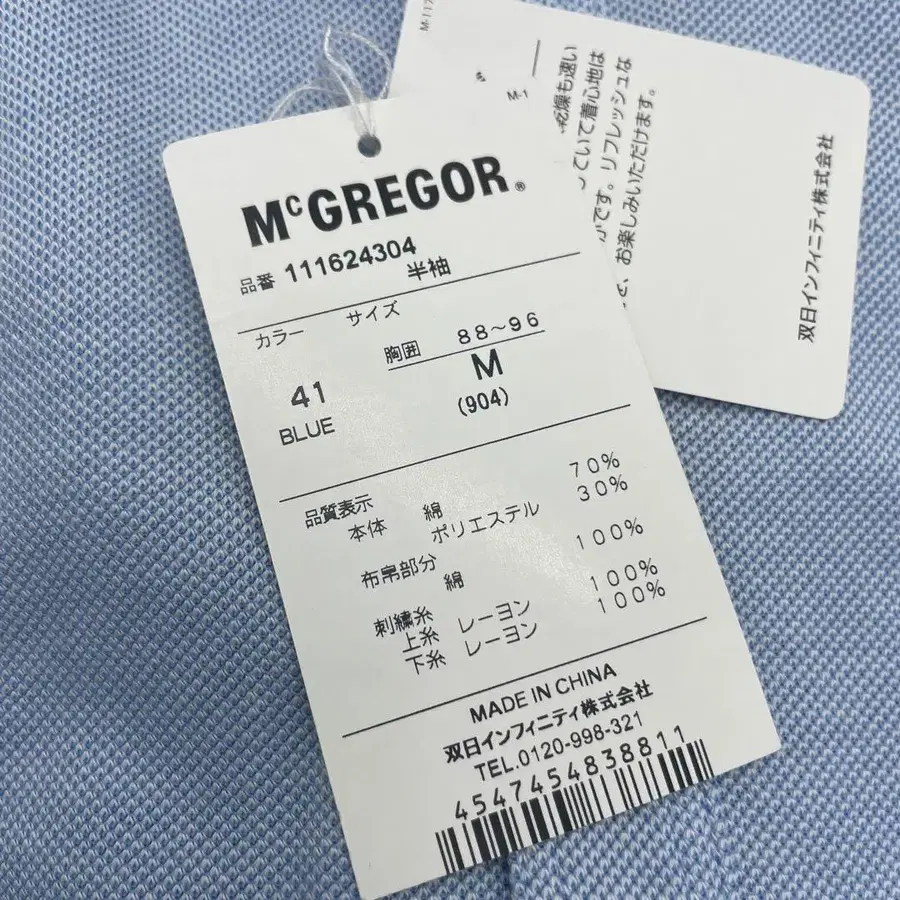 McGREGOR®
品番 111624304
半袖
カラー サイズ
胸囲 88～96
41 M
BLUE (904)
品質表示
本体 綿 70%
ポリエステル 30%
布帛部分
綿 100%
刺繍糸
上糸 レーヨン 100%
下糸 レーヨン 100%
MADE IN CHINA
双日インフィニティ株式会社
TEL.0120-998-321
4547454838811
M-117
M-1
乾燥も速い
ていて着心地は
です。リフレッシュな
お楽しみいただけます。
双日インフィニティ株式会社